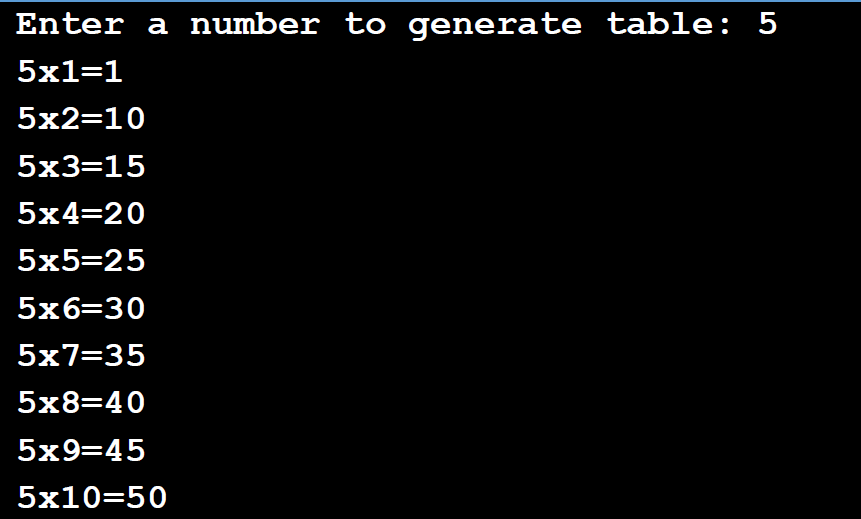 Enter a number to generate table: 5
5x1=1
5x2=10
5x3=15
5x4=20
5x5=25
5x6=30
5x7=35
5x8=40
5x9=45
5x10=50